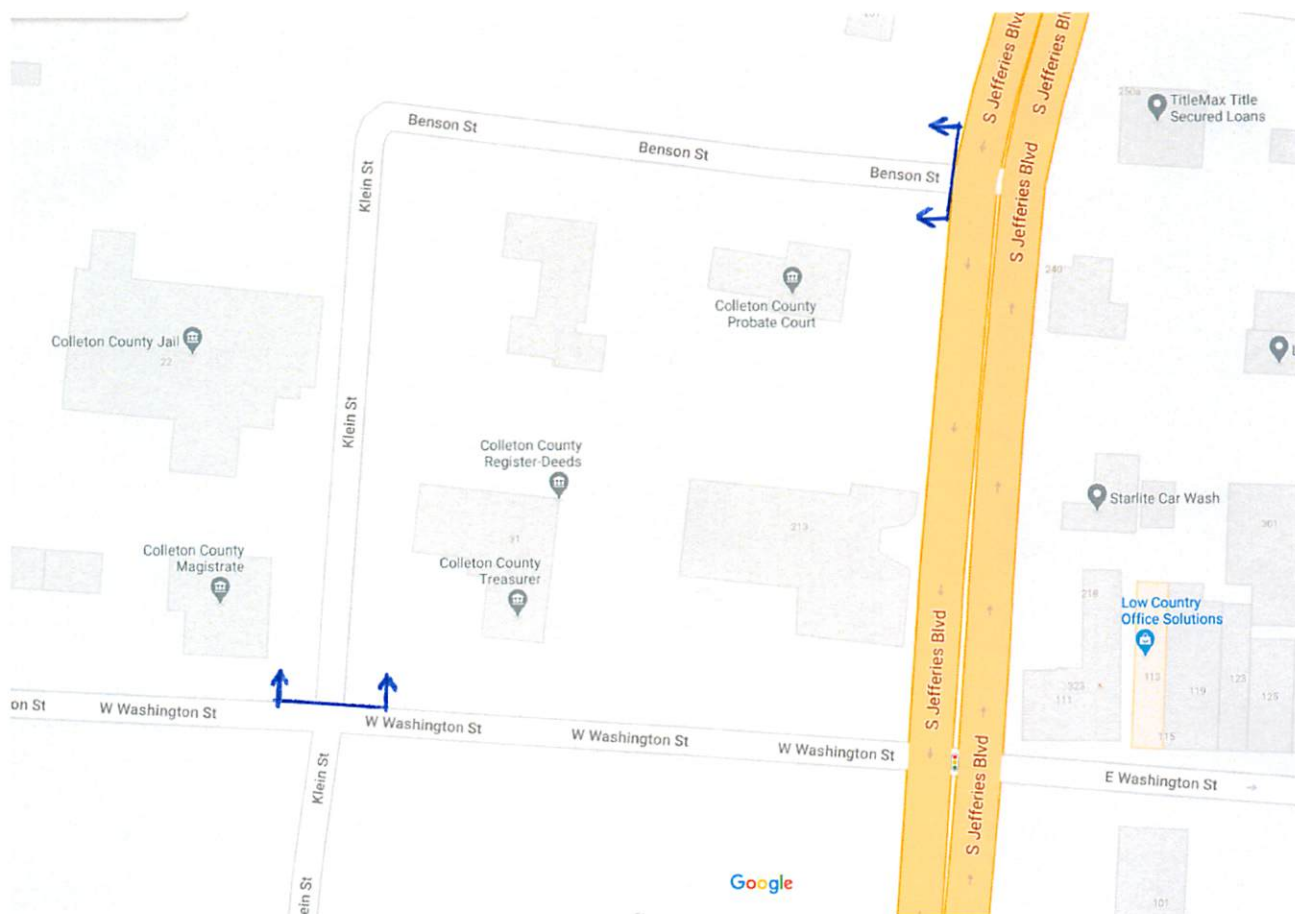 S Jefferies Blvd
S Jefferies Blvd
TitleMax Title
Secured Loans
Benson St
Benson St
Benson St
Klein St
S Jefferies Blvd
240
Colleton County
Probate Court
Colleton County Jail
22
Klein St
Colleton County
Register-Deeds
Starlite Car Wash
213
301
31
Colleton County
Magistrate
Colleton County
Treasurer
218
Low Country
Office Solutions
S Jefferies Blvd
113
119
123
125
323
111
115
on St
W Washington St
W Washington St
W Washington St
W Washington St
Klein St
S Jefferies Blvd
E Washington St
ein St
Google
101